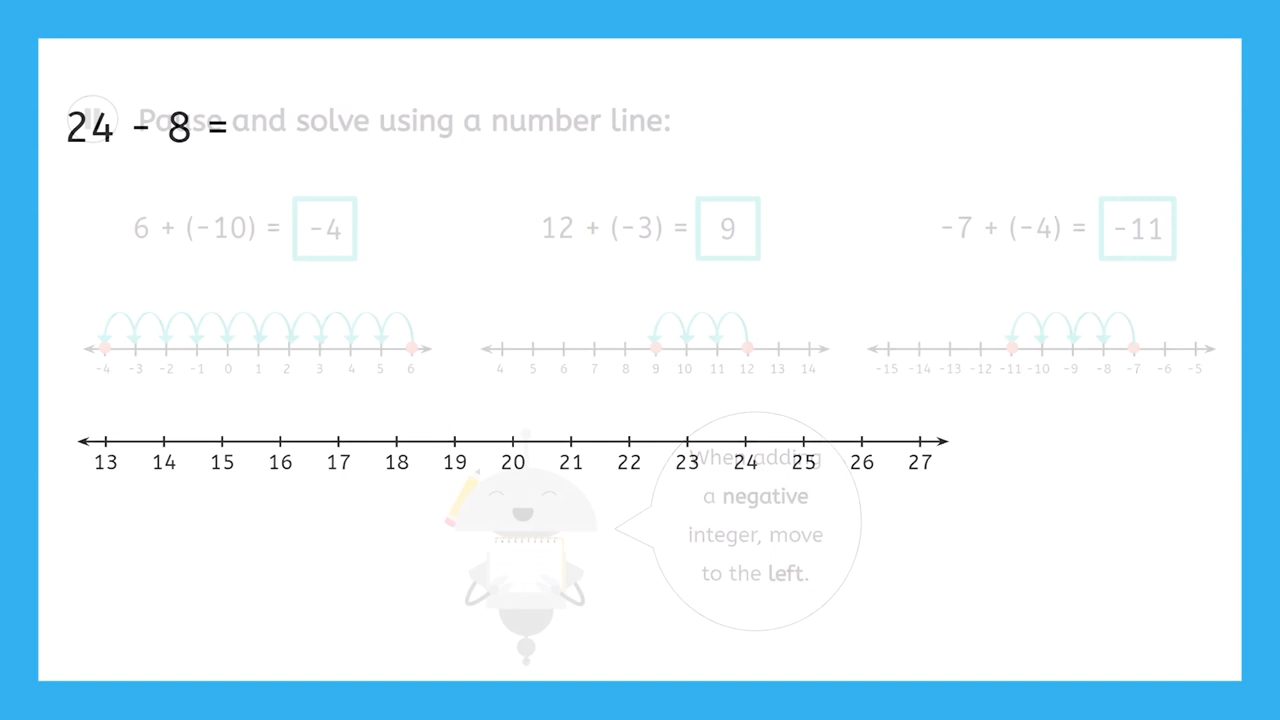 Pause and solve using a number line:
24 - 8 =
6 + (-10) = -4
12 + (-3) = 9
-7 + (-4) = -11
-4 -3 -2 -1 0 1 2 3 4 5 6
4 5 6 7 8 9 10 11 12 13 14
-15 -14 -13 -12 -11 -10 -9 -8 -7 -6 -5
13 14 15 16 17 18 19 20 21 22 23 24 25 26 27
When adding
a negative
integer, move
to the left.